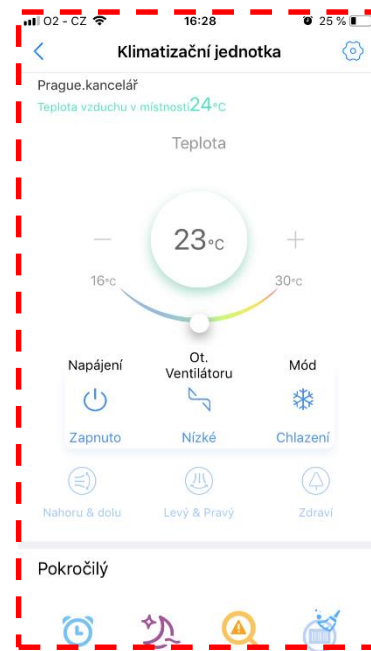 O2 - CZ 16:28 25 %
Klimatizační jednotka
Prague.kancelář
Teplota vzduchu v místnosti24°C
Teplota
— 23°C +
16°C 30°C
Napájení Ot. Ventilátoru Mód
Zapnuto Nízké Chlazení
Nahoru & dolu Levý & Pravý Zdraví
Pokročilý